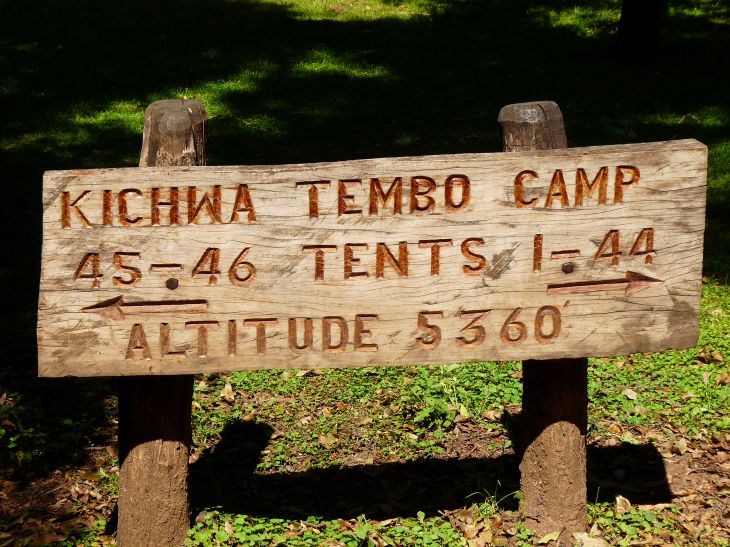 KICHWA TEMBO CAMP
45-46 TENTS 1-44
ALTITUDE 5360'